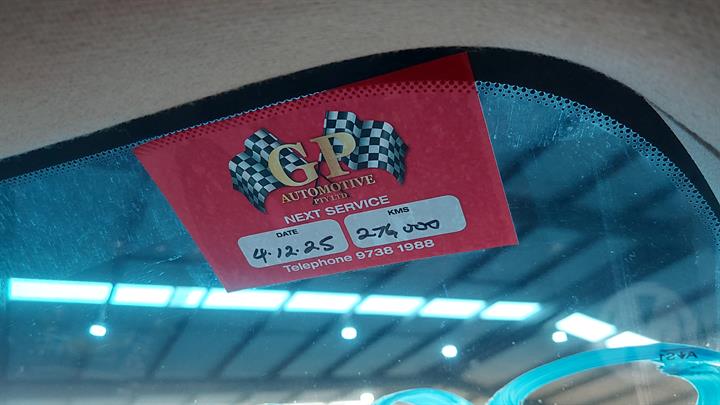 GP
AUTOMOTIVE
PTY LTD
NEXT SERVICE
DATE KMS
4.12.25 276,000
Telephone 9738 1988